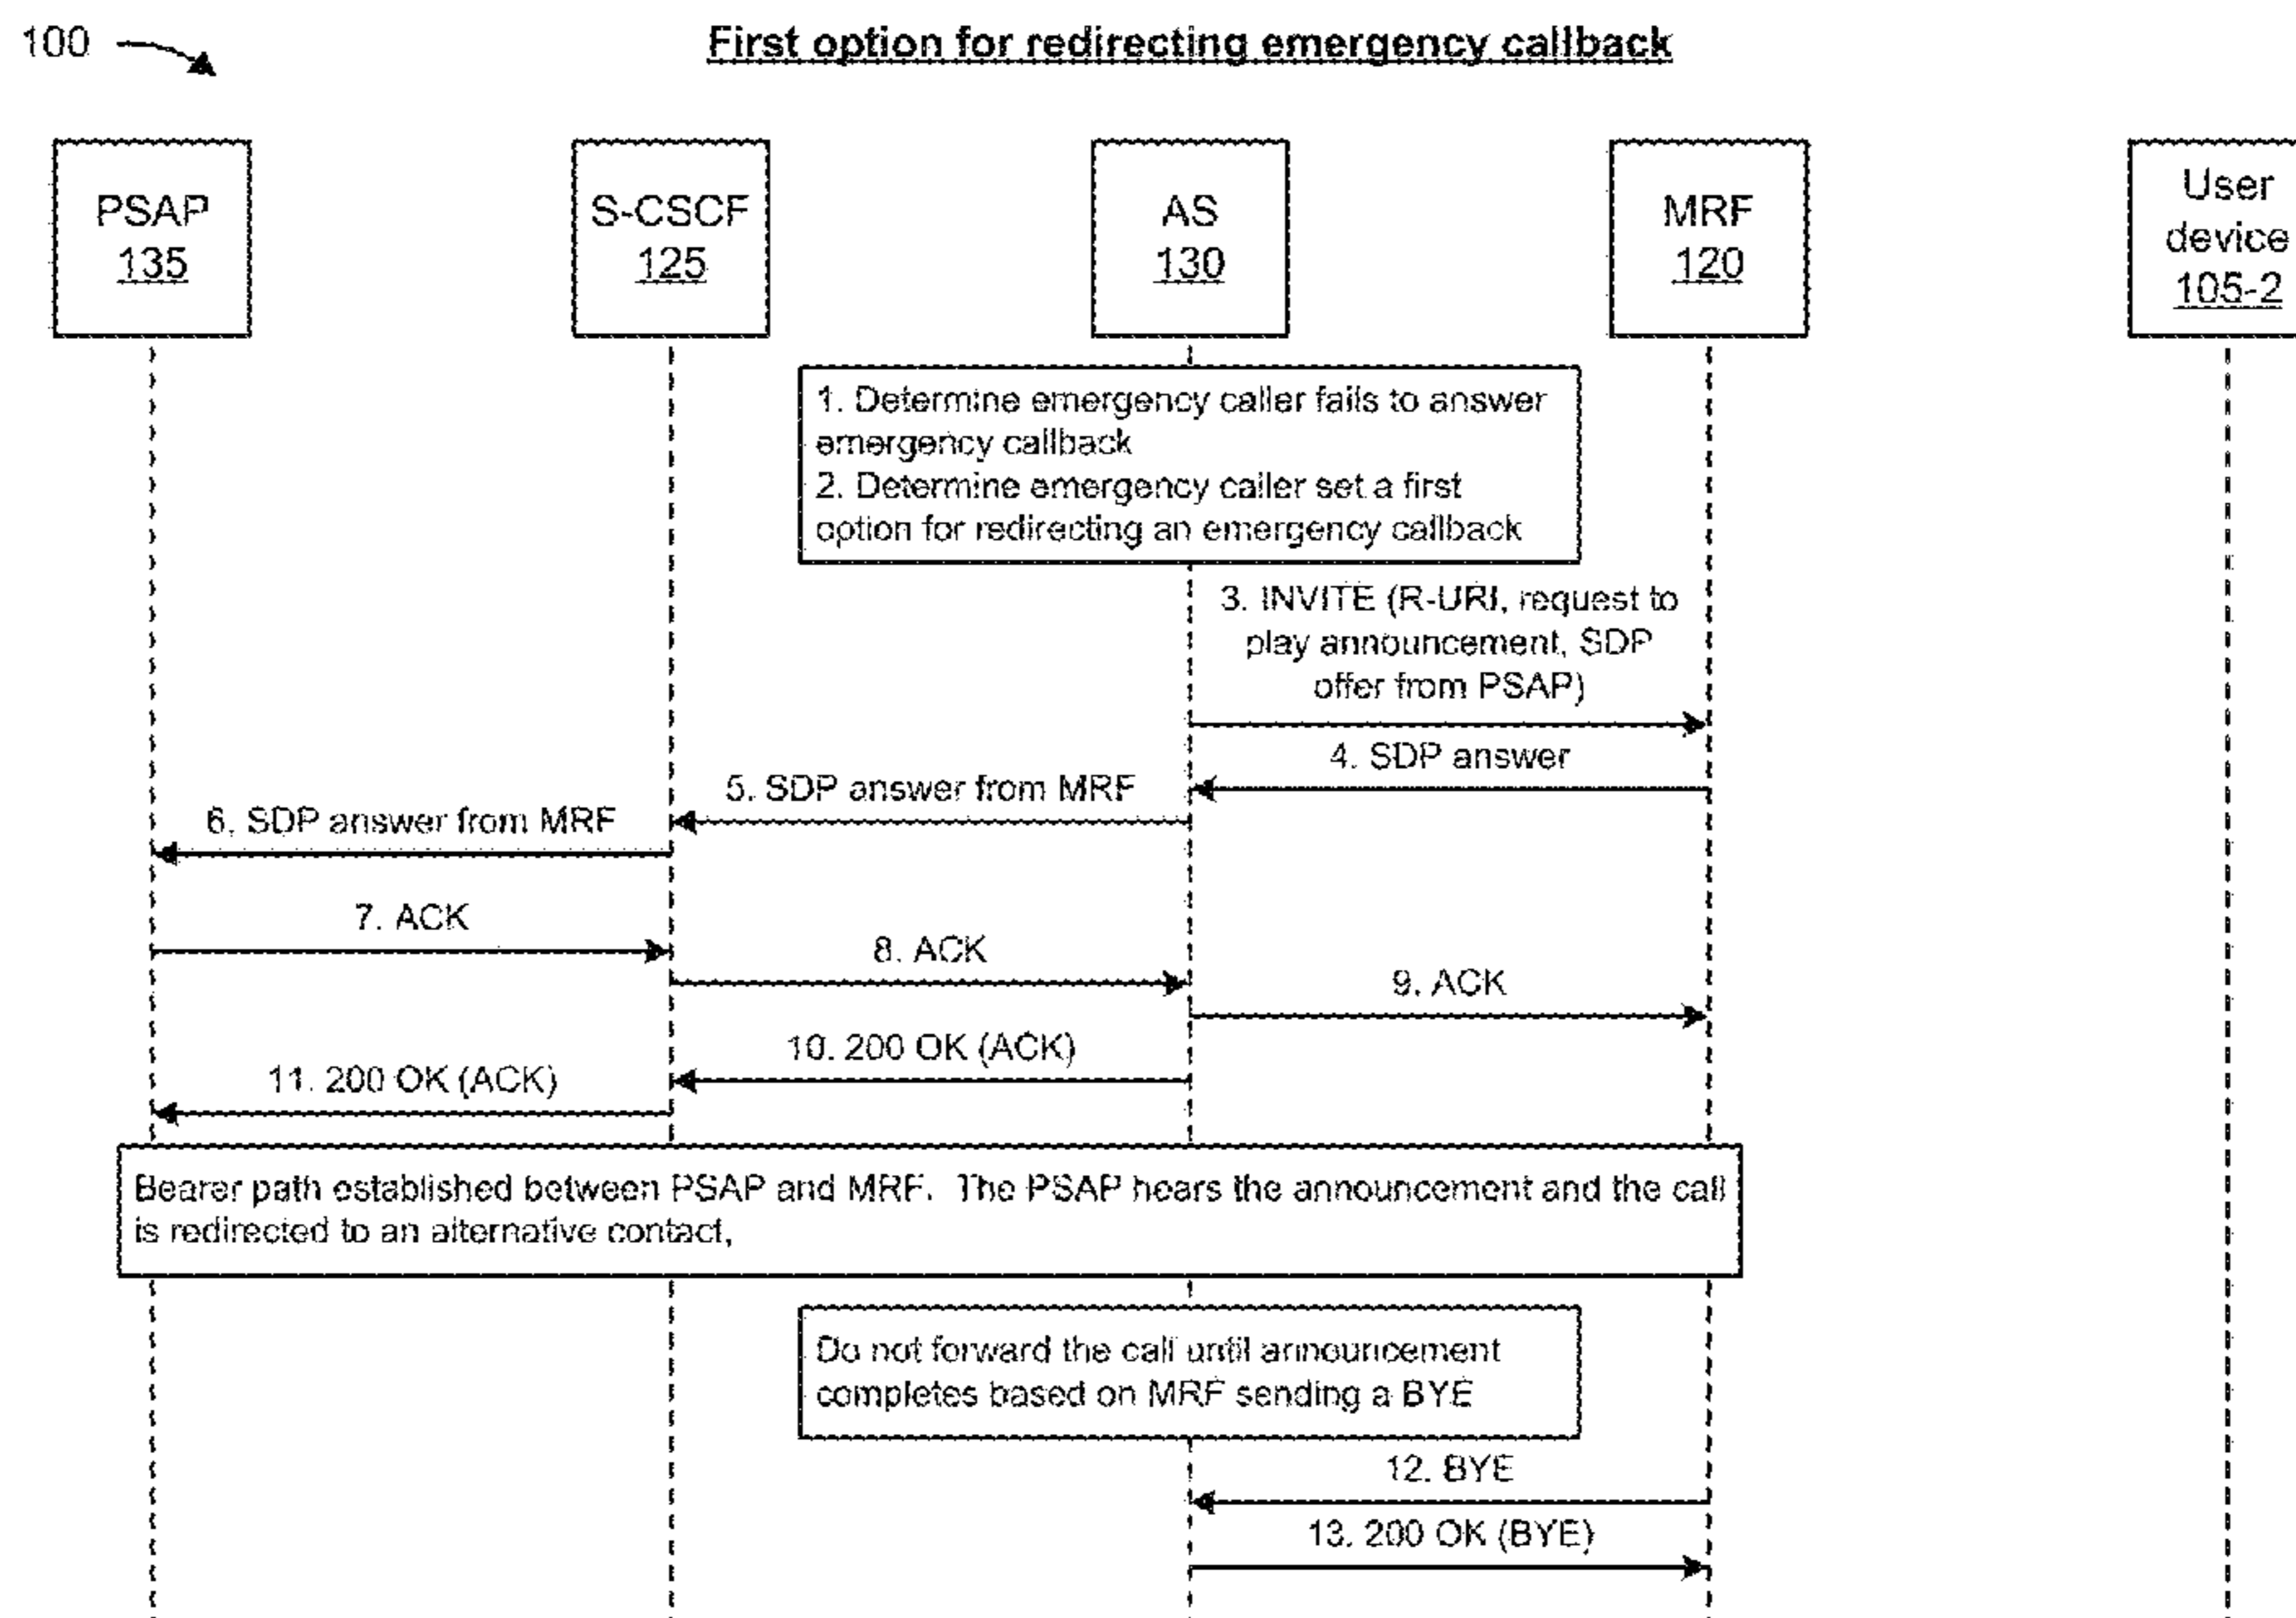 100
First option for redirecting emergency callback
PSAP
135
S-CSCF
125
AS
130
MRF
120
User
device
105-2
1. Determine emergency caller fails to answer
emergency callback
2. Determine emergency caller set a first
option for redirecting an emergency callback
3. INVITE (R-URI, request to
play announcement, SDP
offer from PSAP)
4. SDP answer
5. SDP answer from MRF
6. SDP answer from MRF
7. ACK
8. ACK
9. ACK
10. 200 OK (ACK)
11. 200 OK (ACK)
Bearer path established between PSAP and MRF. The PSAP hears the announcement and the call
is redirected to an alternative contact,
Do not forward the call until announcement
completes based on MRF sending a BYE
12. BYE
13. 200 OK (BYE)